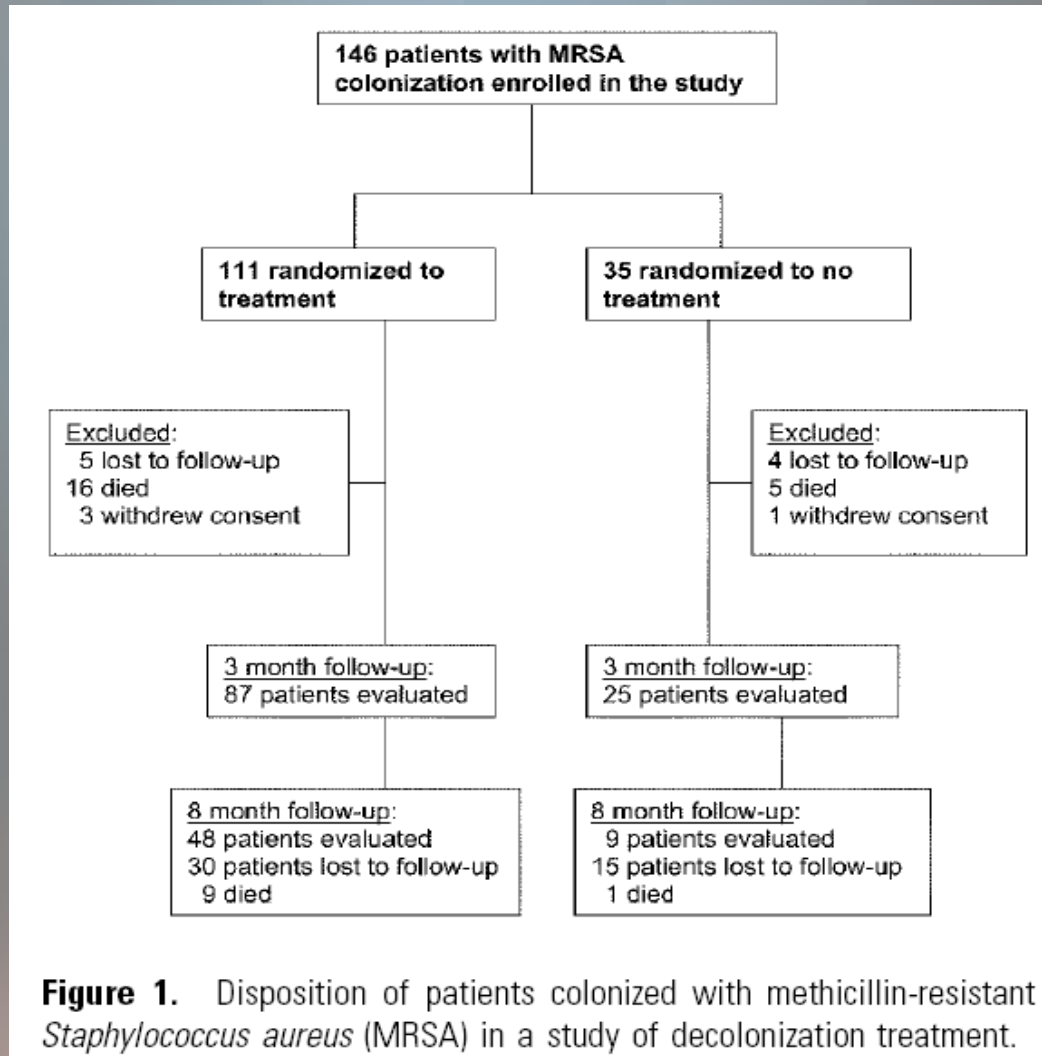 146 patients with MRSA
colonization enrolled in the study
111 randomized to
treatment
35 randomized to no
treatment
Excluded:
5 lost to follow-up
16 died
3 withdrew consent
Excluded:
4 lost to follow-up
5 died
1 withdrew consent
3 month follow-up:
87 patients evaluated
3 month follow-up:
25 patients evaluated
8 month follow-up:
48 patients evaluated
30 patients lost to follow-up
9 died
8 month follow-up:
9 patients evaluated
15 patients lost to follow-up
1 died
Figure 1. Disposition of patients colonized with methicillin-resistant
Staphylococcus aureus (MRSA) in a study of decolonization treatment.